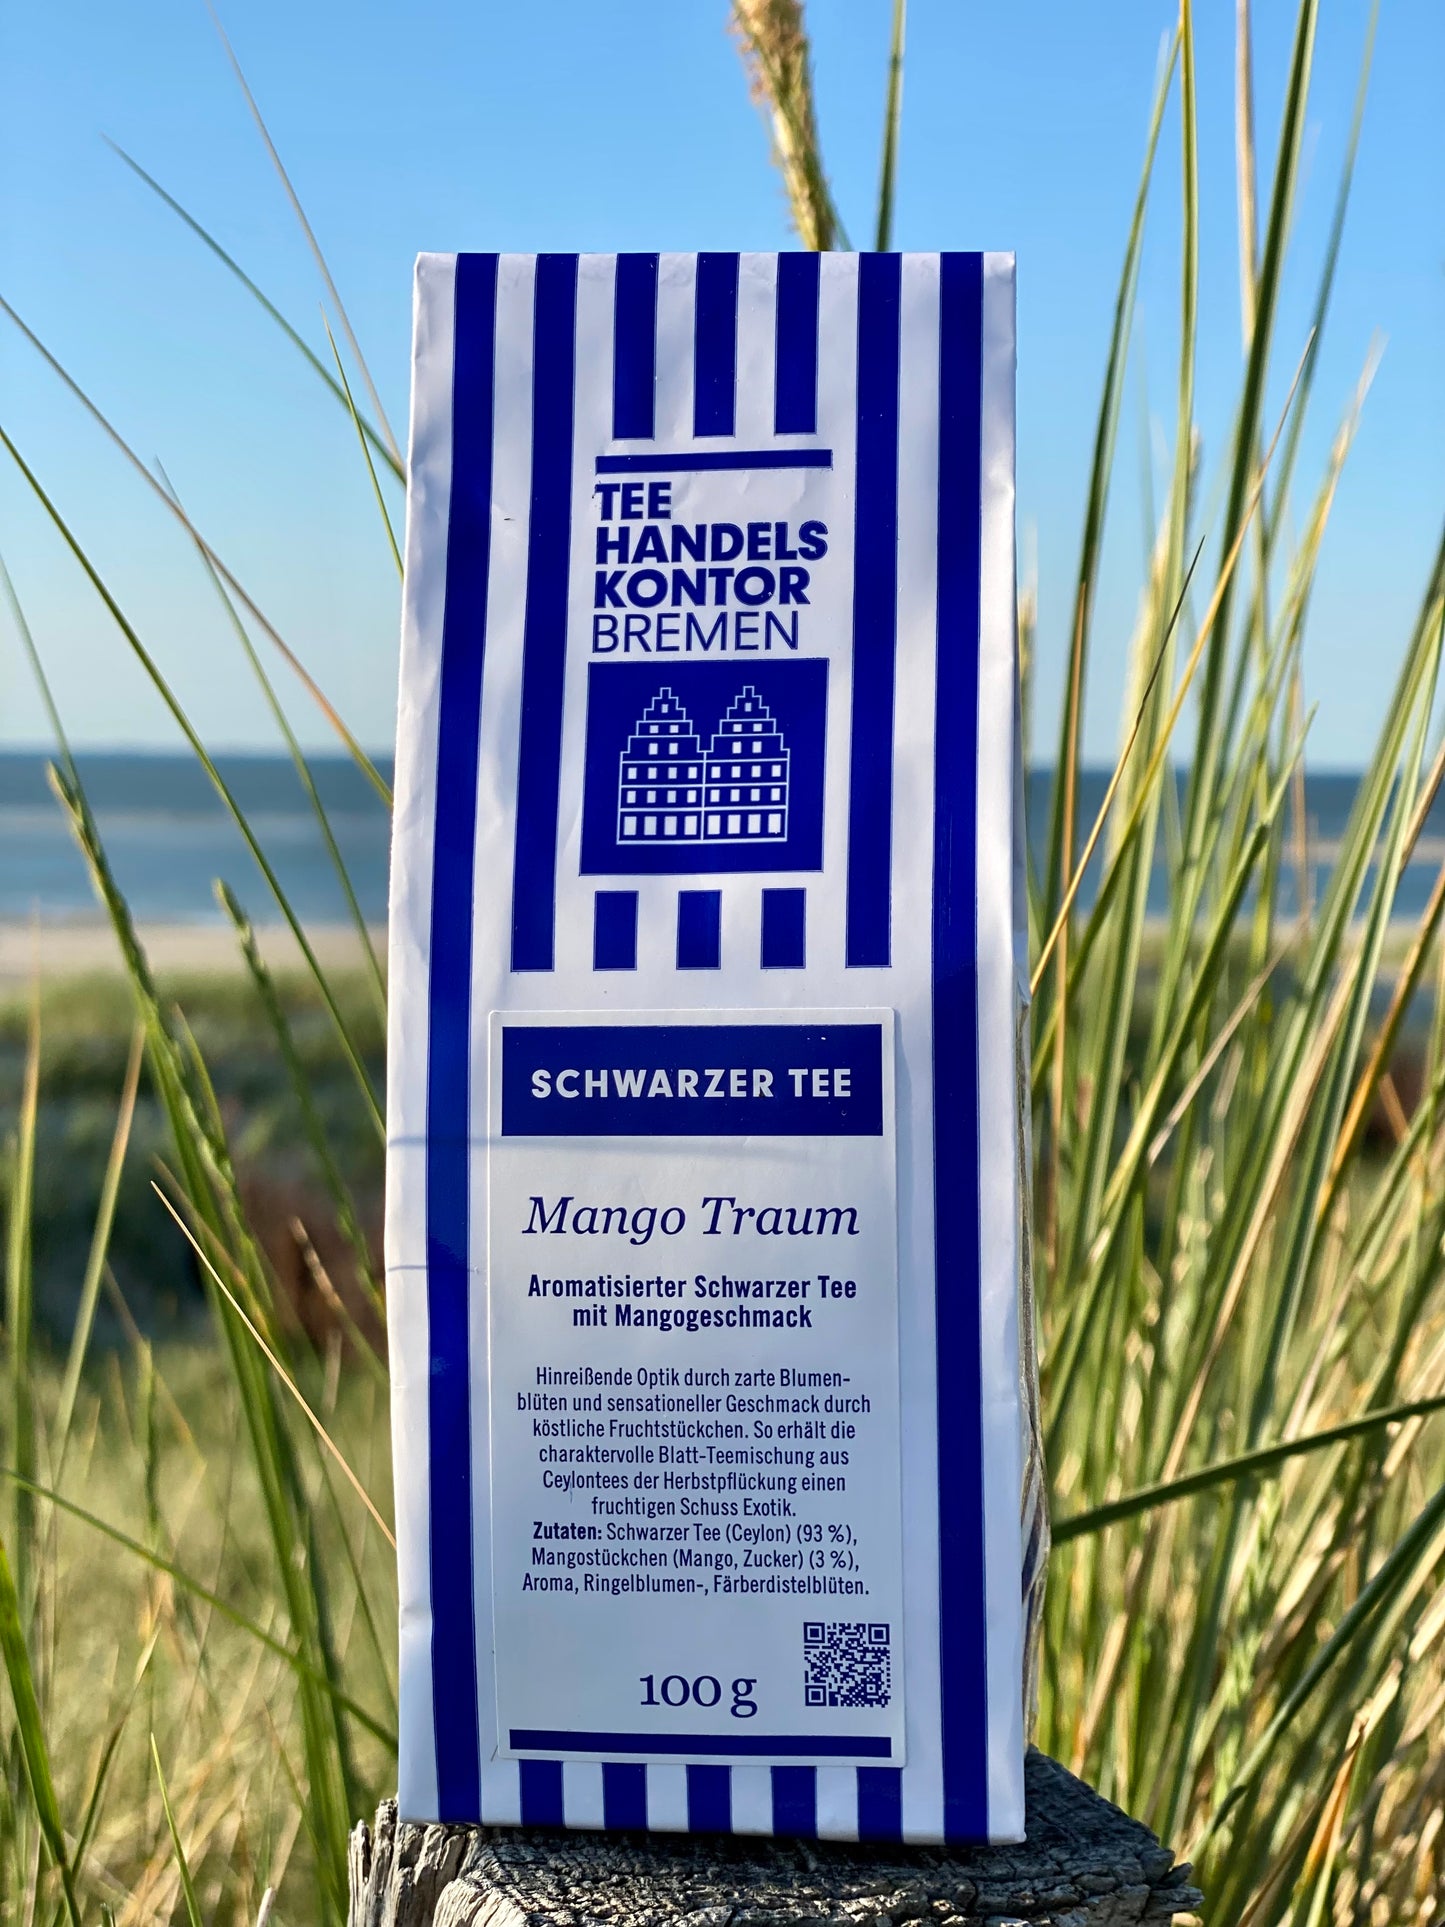 TEE
HANDELS
KONTOR
BREMEN
SCHWARZER TEE
Mango Traum
Aromatisierter Schwarzer Tee
mit Mangogeschmack
Hinreißende Optik durch zarte Blumen-
blüten und sensationeller Geschmack durch
köstliche Fruchtstückchen. So erhält die
charaktervolle Blatt-Teemischung aus
Ceylontees der Herbstpflückung einen
fruchtigen Schuss Exotik.
Zutaten: Schwarzer Tee (Ceylon) (93 %),
Mangostückchen (Mango, Zucker) (3 %),
Aroma, Ringelblumen-, Färberdistelblüten.
100 g